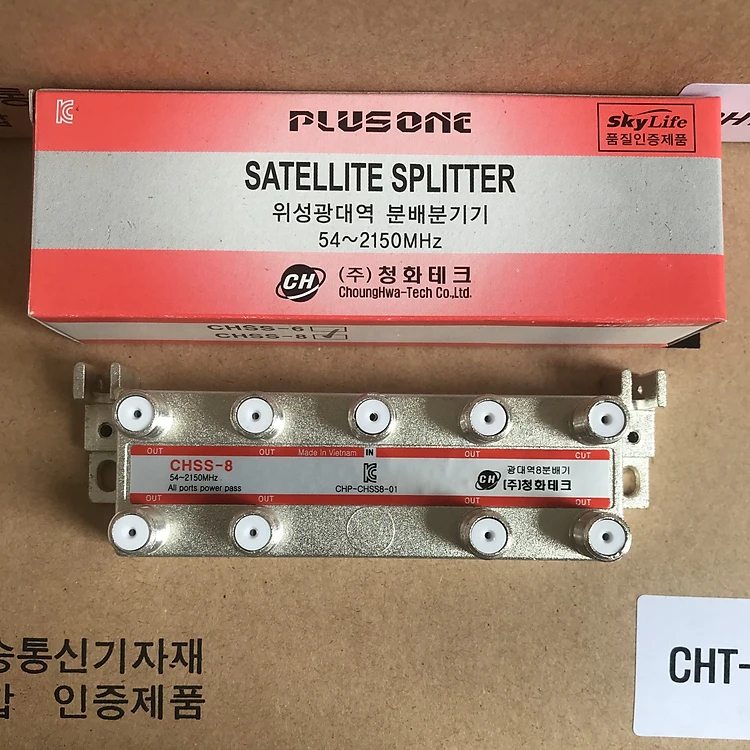 PLUSONE
SkyLife
품질인증제품
SATELLITE SPLITTER
위성광대역 분배분기기
54~2150MHz
CH
(주)청화테크
ChoungHwa-Tech Co.,Ltd.
CHSS-6
CHSS-8
OUT OUT Made In Vietnam IN OUT CUT
CHSS-8
54~2150MHz
All ports power pass
OUT OUT
CHP-CHSS8-01
CH
광대역8분배기
(주)청화테크
OUT OUT
통신기자재
인증제품
CHT-